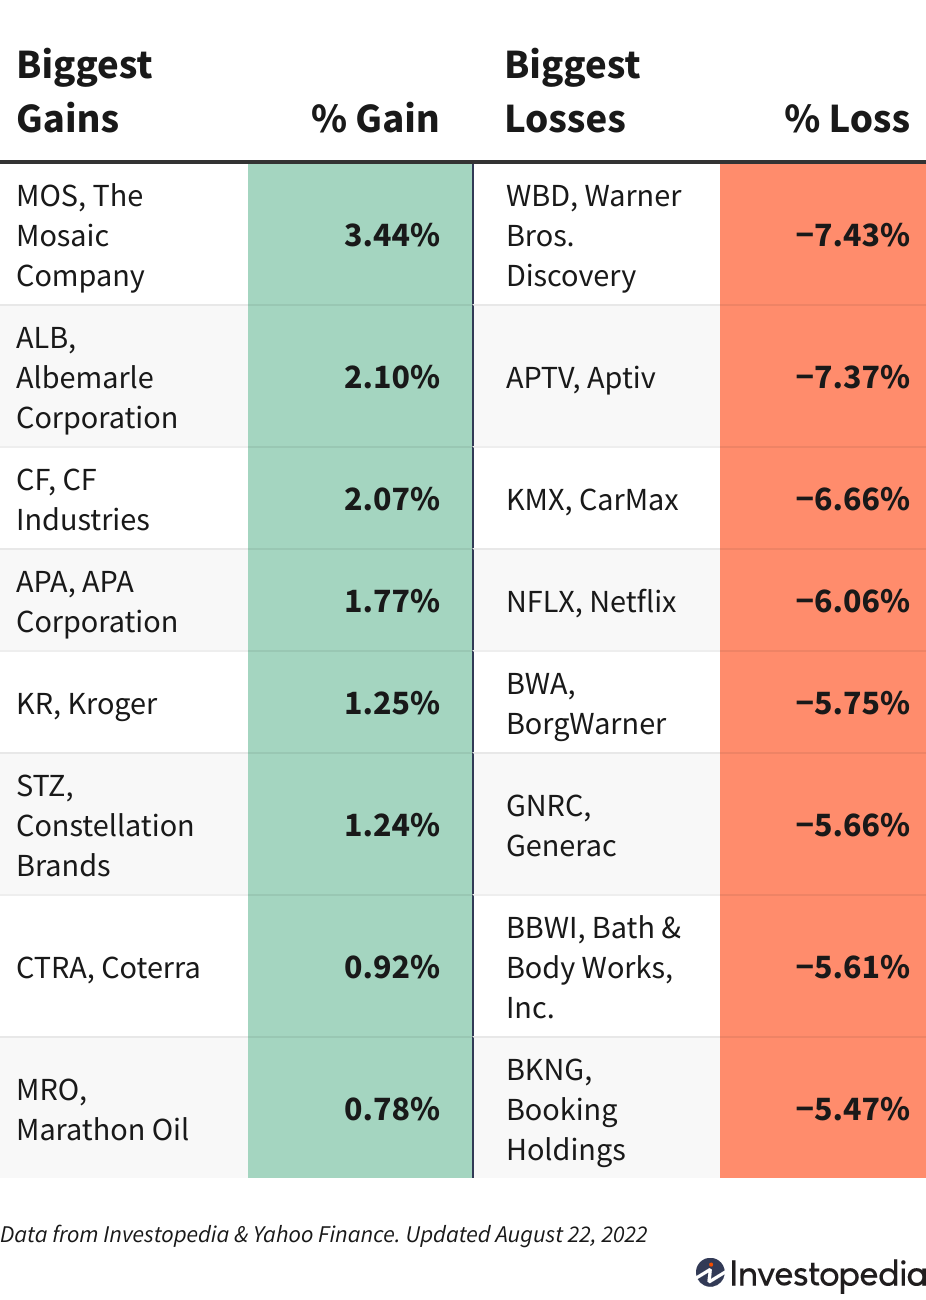 Biggest Gains
% Gain
Biggest Losses
% Loss
MOS, The
Mosaic
Company
3.44%
WBD, Warner
Bros.
Discovery
−7.43%
ALB,
Albemarle
Corporation
2.10%
APTV, Aptiv
−7.37%
CF, CF
Industries
2.07%
KMX, CarMax
−6.66%
APA, APA
Corporation
1.77%
NFLX, Netflix
−6.06%
KR, Kroger
1.25%
BWA,
BorgWarner
−5.75%
STZ,
Constellation
Brands
1.24%
GNRC,
Generac
−5.66%
CTRA, Coterra
0.92%
BBWI, Bath &
Body Works,
Inc.
−5.61%
MRO,
Marathon Oil
0.78%
BKNG,
Booking
Holdings
−5.47%
Data from Investopedia & Yahoo Finance. Updated August 22, 2022
Investopedia